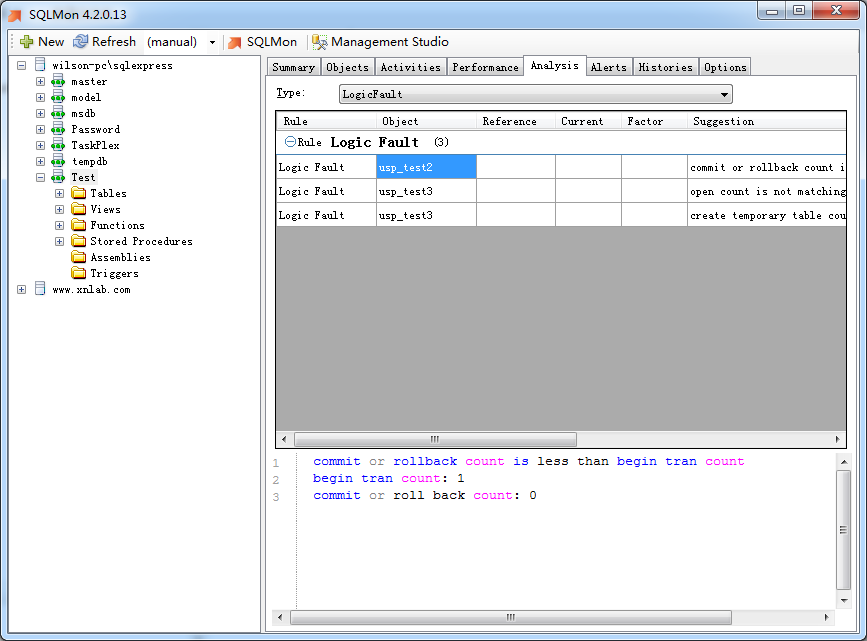 SQLMon 4.2.0.13
New Refresh (manual) SQLMon Management Studio
wilson-pc\sqlexpress
master
model
msdb
Password
TaskPlex
tempdb
Test
Tables
Views
Functions
Stored Procedures
Assemblies
Triggers
www.xnlab.com
Summary Objects Activities Performance Analysis Alerts Histories Options
Type: LogicFault
Rule Object Reference Current Factor Suggestion
Rule Logic Fault (3)
Logic Fault usp_test2 commit or rollback count i
Logic Fault usp_test3 open count is not matching
Logic Fault usp_test3 create temporary table cou
1 commit or rollback count is less than begin tran count
2 begin tran count: 1
3 commit or roll back count: 0